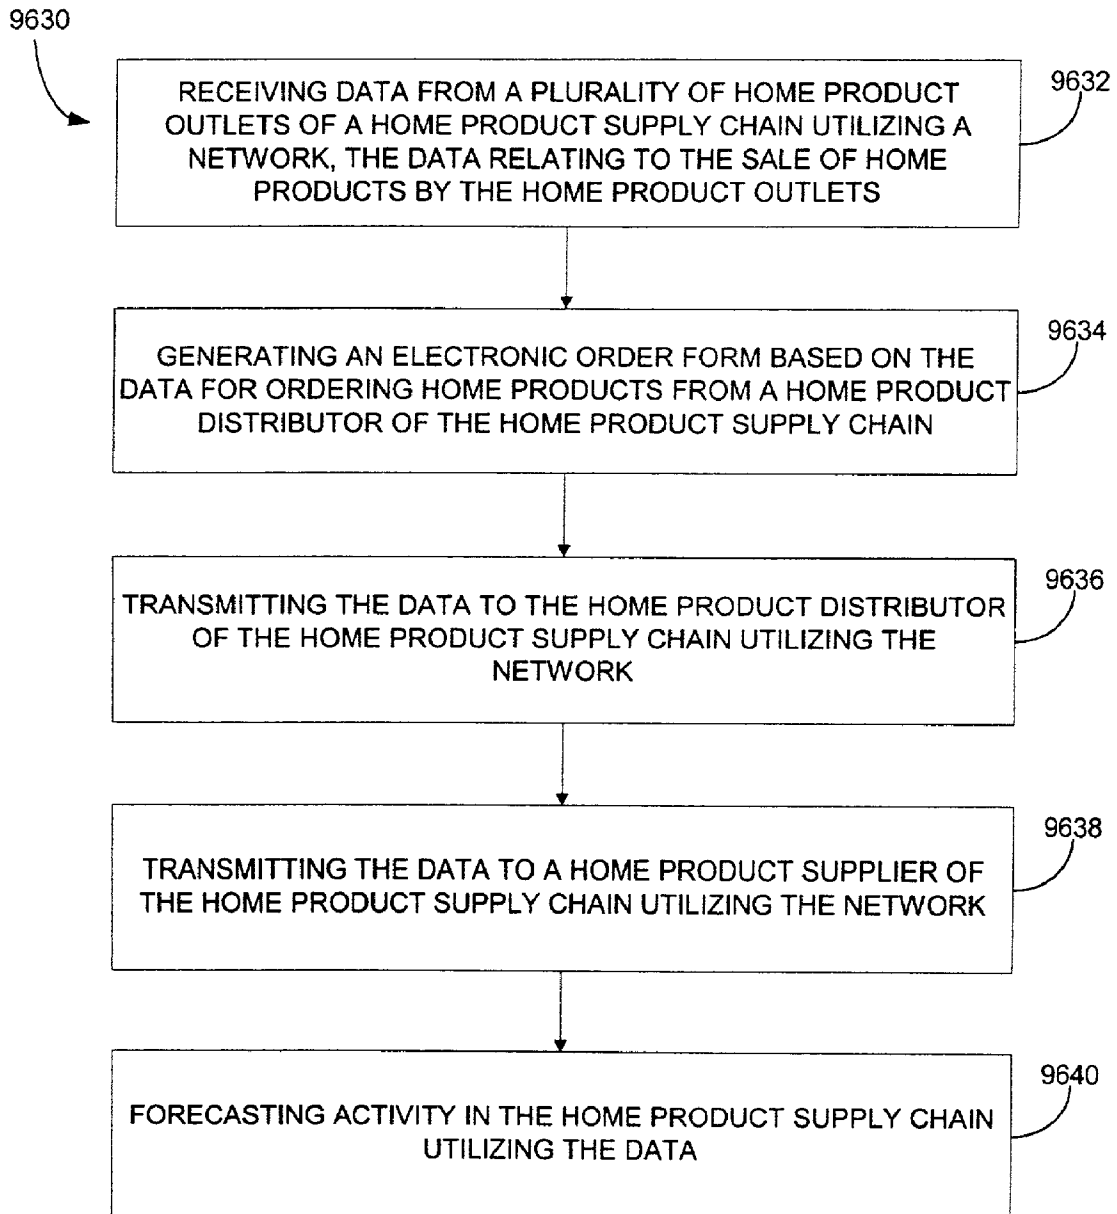 9630
RECEIVING DATA FROM A PLURALITY OF HOME PRODUCT
OUTLETS OF A HOME PRODUCT SUPPLY CHAIN UTILIZING A
NETWORK, THE DATA RELATING TO THE SALE OF HOME
PRODUCTS BY THE HOME PRODUCT OUTLETS
9632
GENERATING AN ELECTRONIC ORDER FORM BASED ON THE
DATA FOR ORDERING HOME PRODUCTS FROM A HOME PRODUCT
DISTRIBUTOR OF THE HOME PRODUCT SUPPLY CHAIN
9634
TRANSMITTING THE DATA TO THE HOME PRODUCT DISTRIBUTOR
OF THE HOME PRODUCT SUPPLY CHAIN UTILIZING THE
NETWORK
9636
TRANSMITTING THE DATA TO A HOME PRODUCT SUPPLIER OF
THE HOME PRODUCT SUPPLY CHAIN UTILIZING THE NETWORK
9638
FORECASTING ACTIVITY IN THE HOME PRODUCT SUPPLY CHAIN
UTILIZING THE DATA
9640